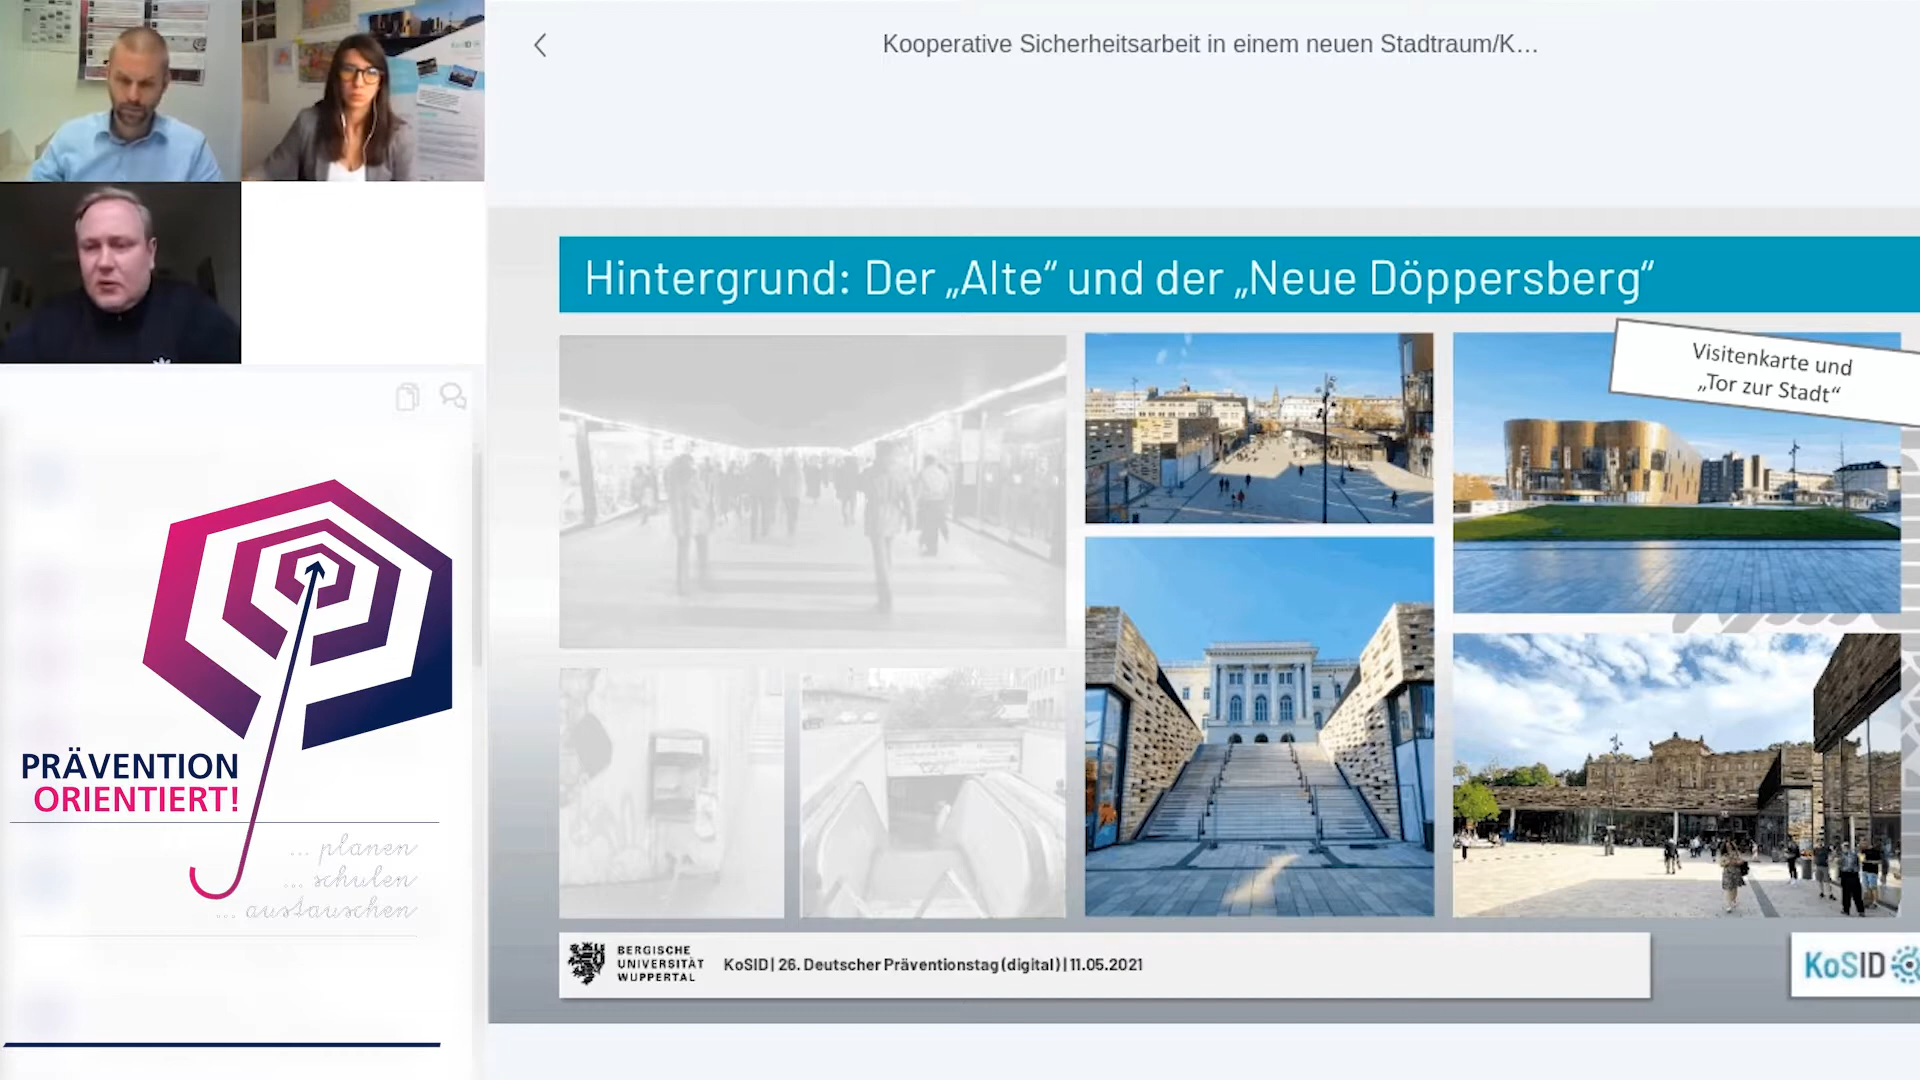 Kooperative Sicherheitsarbeit in einem neuen Stadtraum/K...
Hintergrund: Der „Alte“ und der „Neue Döppersberg“
Visitenkarte und
„Tor zur Stadt“
PRÄVENTION
ORIENTIERT!
... planen
... schulen
... austauschen
BERGISCHE
UNIVERSITÄT
WUPPERTAL
KoSID | 26. Deutscher Präventionstag (digital) | 11.05.2021
KoSID